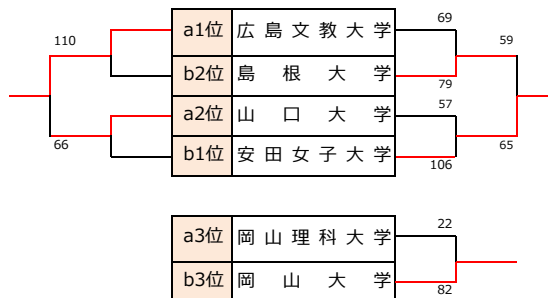 110 a1位 広島文教大学 69 59
b2位 島根大学 79
a2位 山口大学 57
66 b1位 安田女子大学 106 65
a3位 岡山理科大学 22
b3位 岡山大学 82